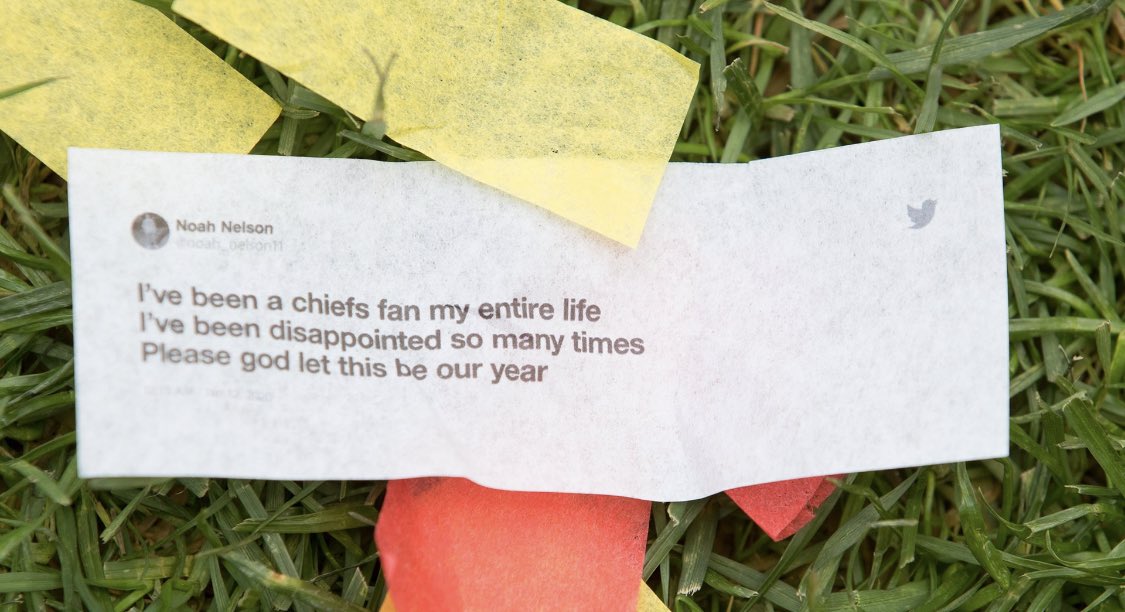 Noah Nelson
@noah_nelson11
I've been a chiefs fan my entire life
I've been disappointed so many times
Please god let this be our year